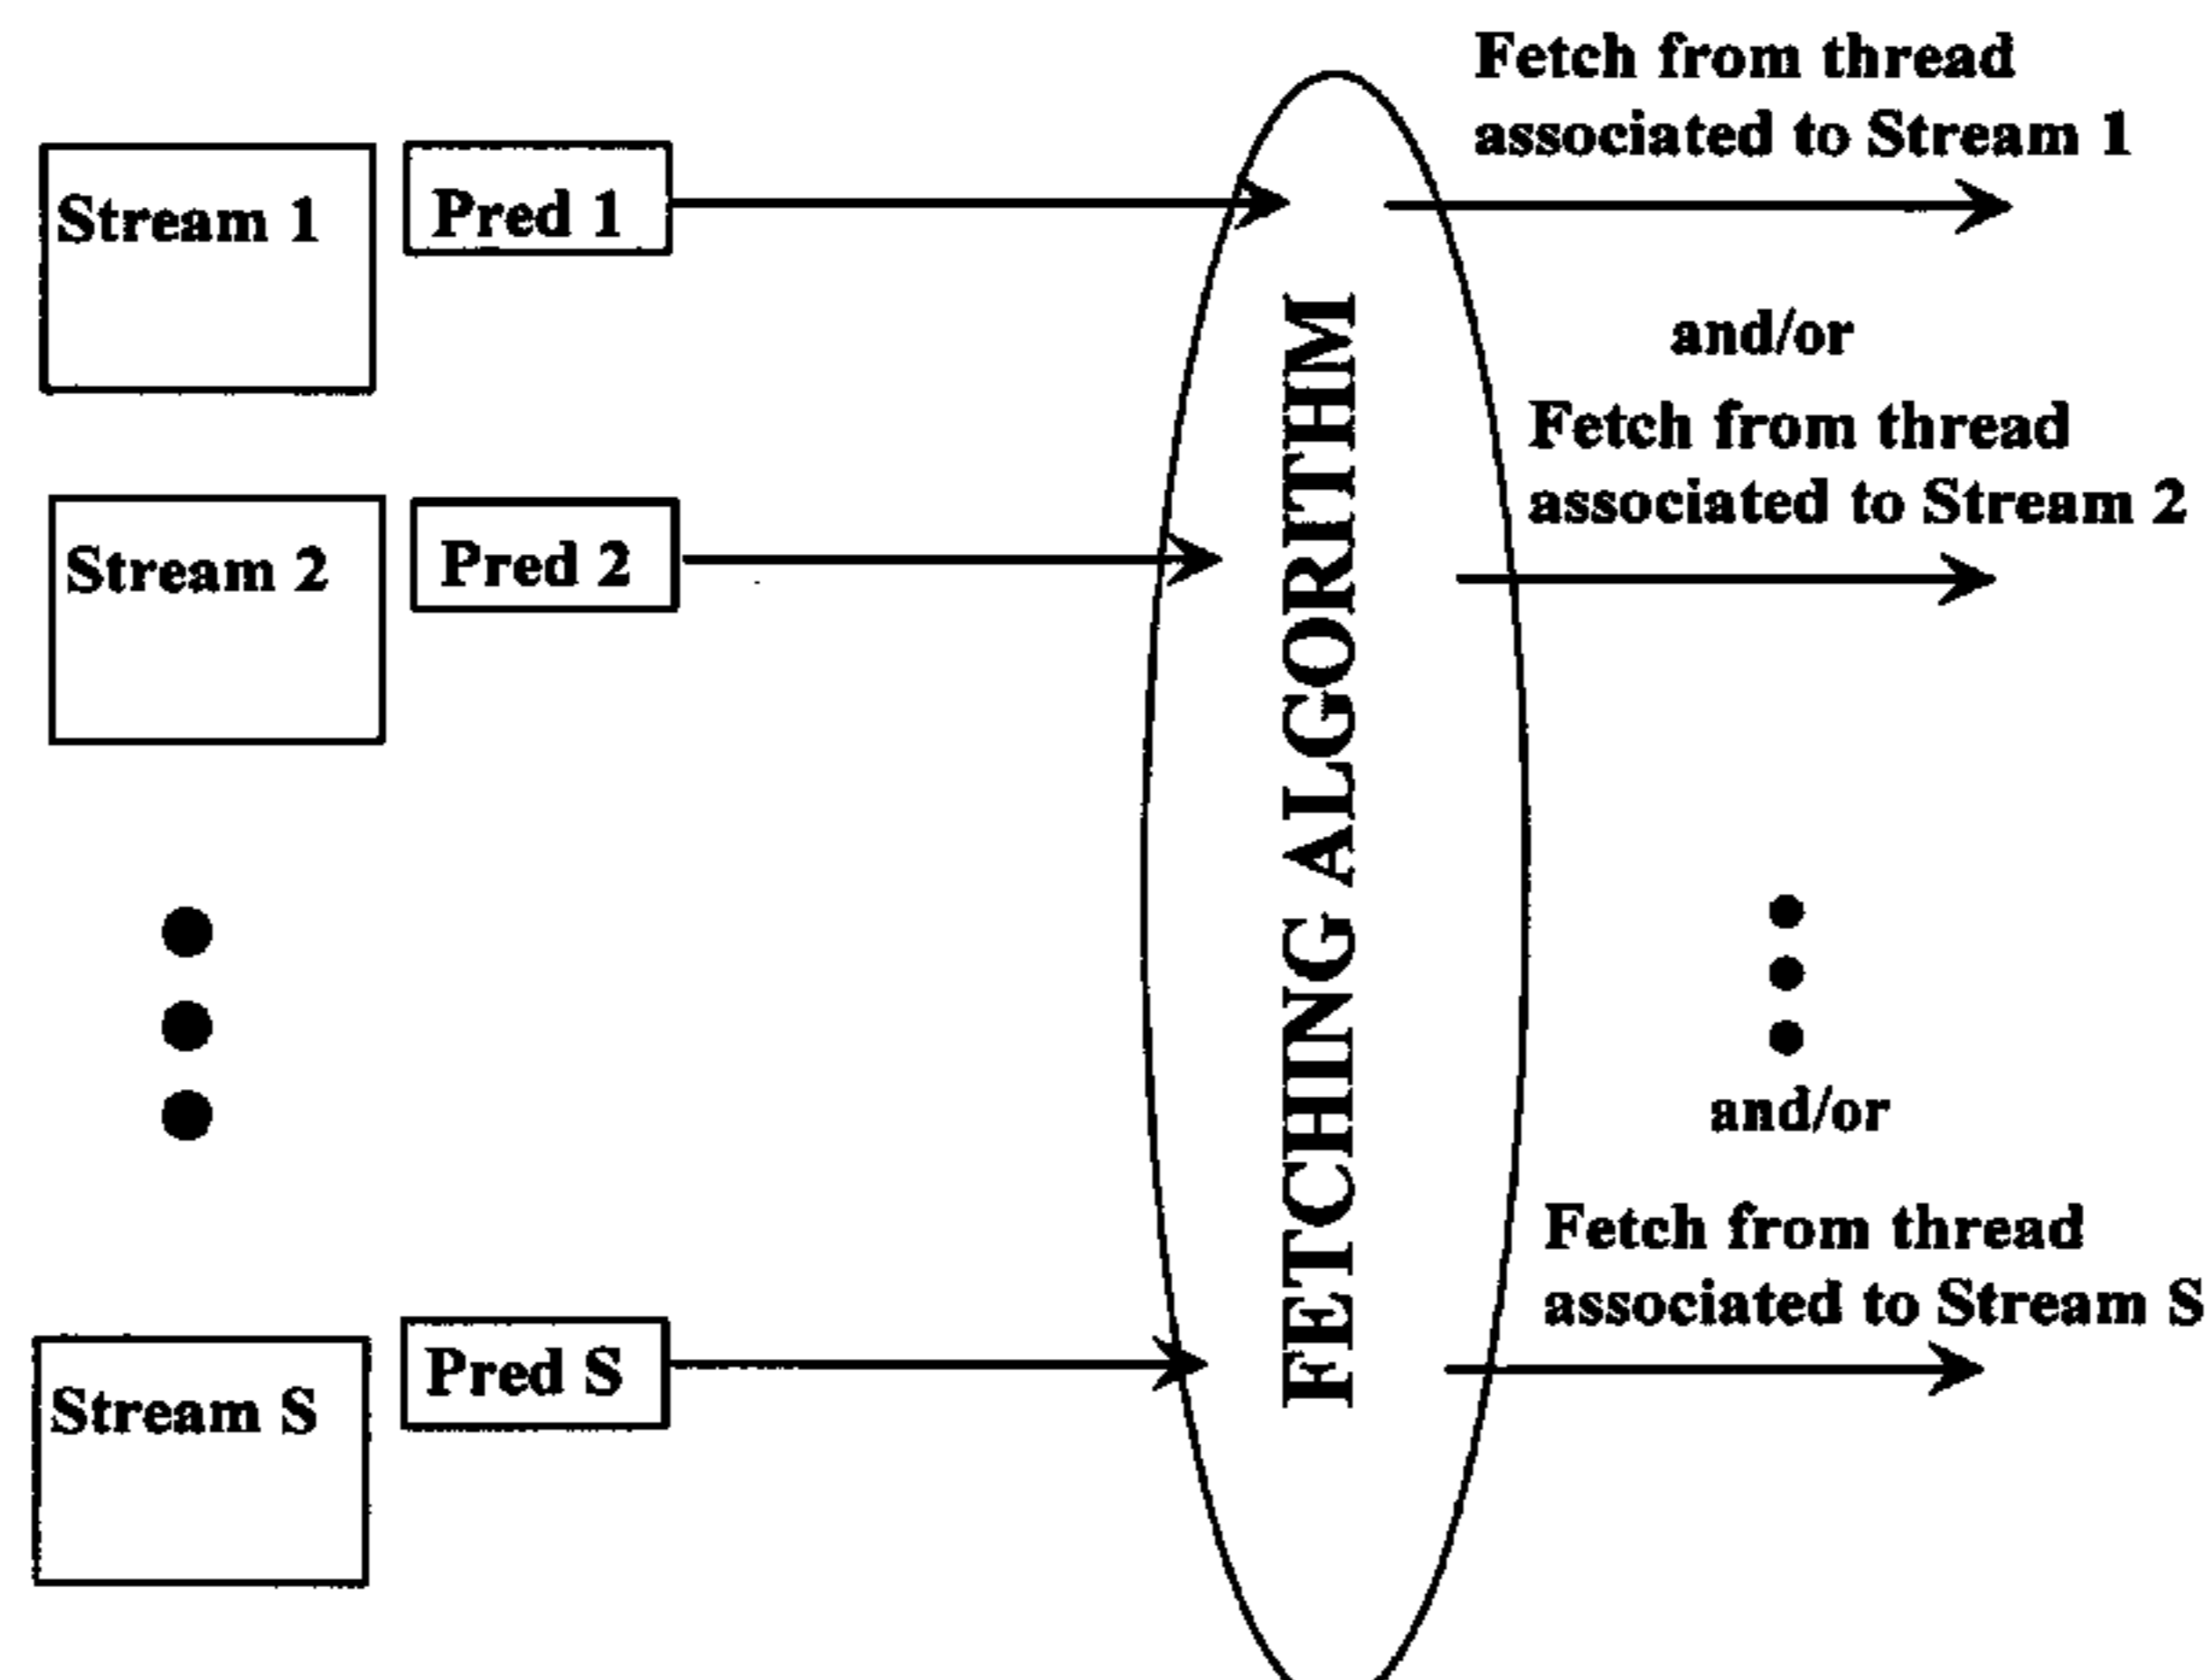 Stream 1
Pred 1
Fetch from thread
associated to Stream 1
and/or
Stream 2
Pred 2
Fetch from thread
associated to Stream 2
FETCHING ALGORITHM
and/or
Stream S
Pred S
Fetch from thread
associated to Stream S